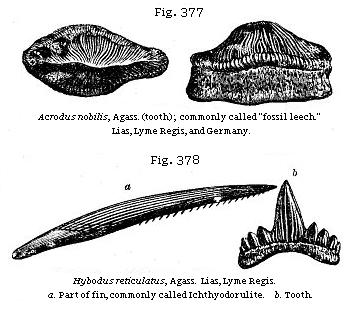 Fig. 377
Acrodus nobilis, Agass. (tooth); commonly called "fossil leech."
Lias, Lyme Regis, and Germany.
Fig. 378
a
b
Hybodus reticulatus, Agass. Lias, Lyme Regis.
a. Part of fin, commonly called Ichthyodorulite. b. Tooth.